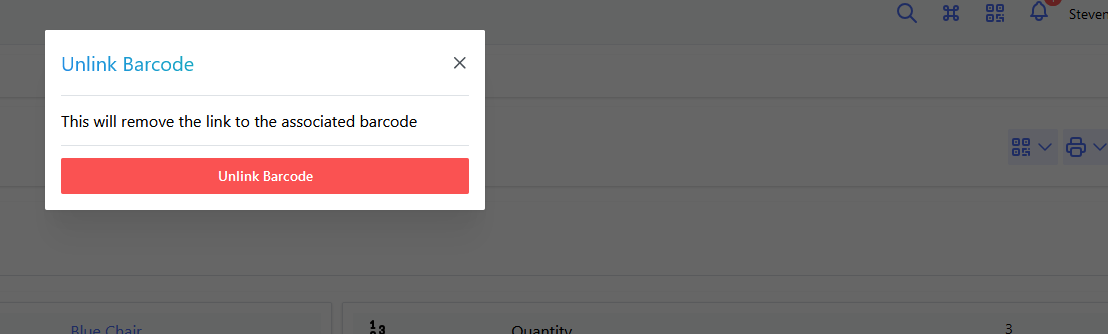 Steven
Unlink Barcode
This will remove the link to the associated barcode
Unlink Barcode
Blue Chair
Quantity
3